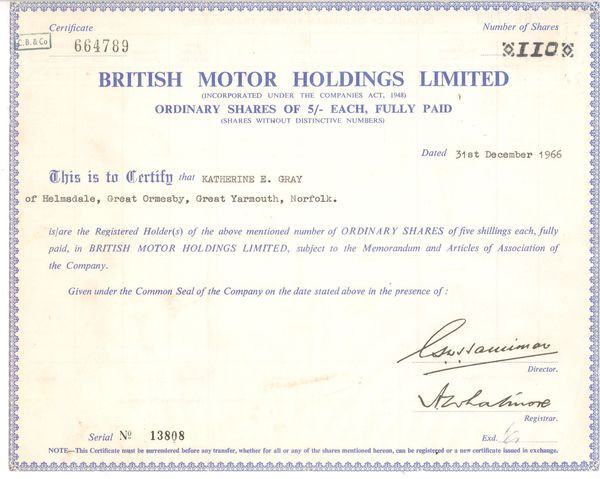 Certificate Number of Shares
C. B. & Co
664789 110
BRITISH MOTOR HOLDINGS LIMITED
(INCORPORATED UNDER THE COMPANIES ACT, 1948)
ORDINARY SHARES OF 5/- EACH, FULLY PAID
(SHARES WITHOUT DISTINCTIVE NUMBERS)
Dated 31st December 1966
This is to Certify that KATHERINE E. GRAY
of Helmsdale, Great Ormesby, Great Yarmouth, Norfolk.
is/are the Registered Holder(s) of the above mentioned number of ORDINARY SHARES of five shillings each, fully
paid, in BRITISH MOTOR HOLDINGS LIMITED, subject to the Memorandum and Articles of Association of
the Company.
Given under the Common Seal of the Company on the date stated above in the presence of :
Director.
Registrar.
Serial Nº 13808 Exd.
NOTE—This Certificate must be surrendered before any transfer, whether for all or any of the shares mentioned hereon, can be registered or a new certificate issued in exchange.